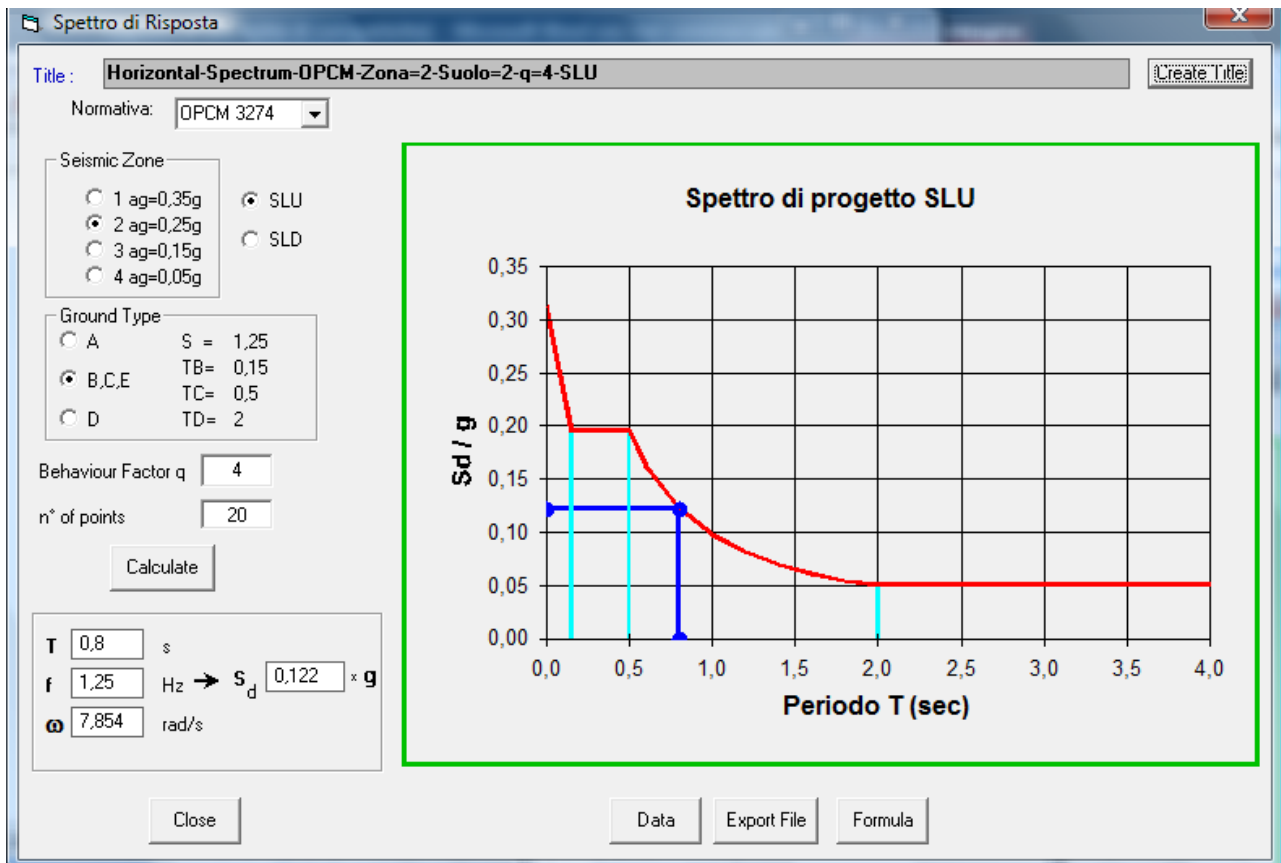 Spettro di Risposta
X
Title : Horizontal-Spectrum-OPCM-Zona=2-Suolo=2-q=4-SLU Create Title
Normativa: OPCM 3274
Seismic Zone
1 ag=0,35g
2 ag=0,25g
3 ag=0,15g
4 ag=0,05g
SLU
SLD
Ground Type
A
B,C,E
D
S = 1,25
TB= 0,15
TC= 0,5
TD= 2
Behaviour Factor q 4
n° of points 20
Calculate
T 0,8 s
f 1,25 Hz → Sd 0,122 × g
ω 7,854 rad/s
Spettro di progetto SLU
Sd / g
0,35
0,30
0,25
0,20
0,15
0,10
0,05
0,00
0,0 0,5 1,0 1,5 2,0 2,5 3,0 3,5 4,0
Periodo T (sec)
Close Data Export File Formula